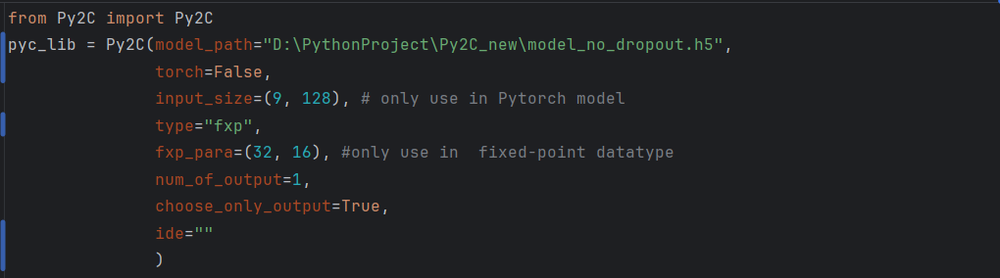 from Py2C import Py2C
pyc_lib = Py2C(model_path="D:\PythonProject\Py2C_new\model_no_dropout.h5",
torch=False,
input_size=(9, 128), # only use in Pytorch model
type="fxp",
fxp_para=(32, 16), #only use in  fixed-point datatype
num_of_output=1,
choose_only_output=True,
ide=""
)